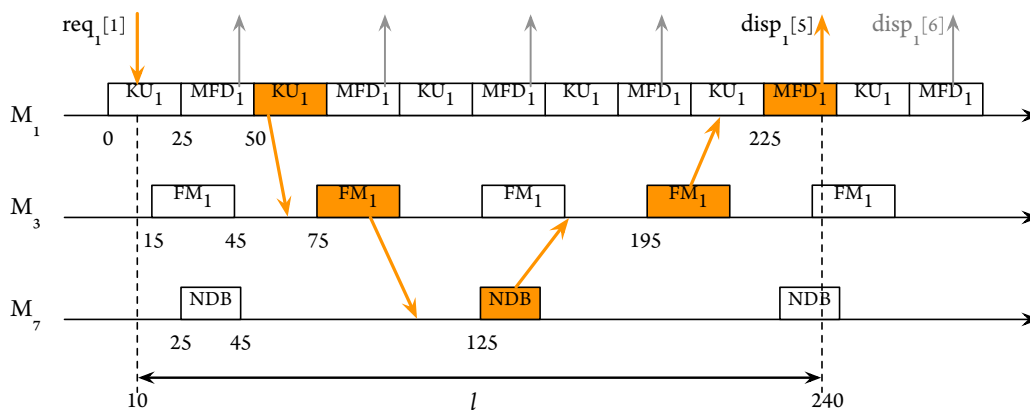 req₁[1] disp₁[5] disp₁[6]
KU₁ MFD₁ KU₁ MFD₁ KU₁ MFD₁ KU₁ MFD₁ KU₁ MFD₁ KU₁ MFD₁
M₁
0 25 50 225
FM₁ FM₁ FM₁ FM₁ FM₁
M₃
15 45 75 195
NDB NDB NDB
M₇
25 45 125
10 l 240